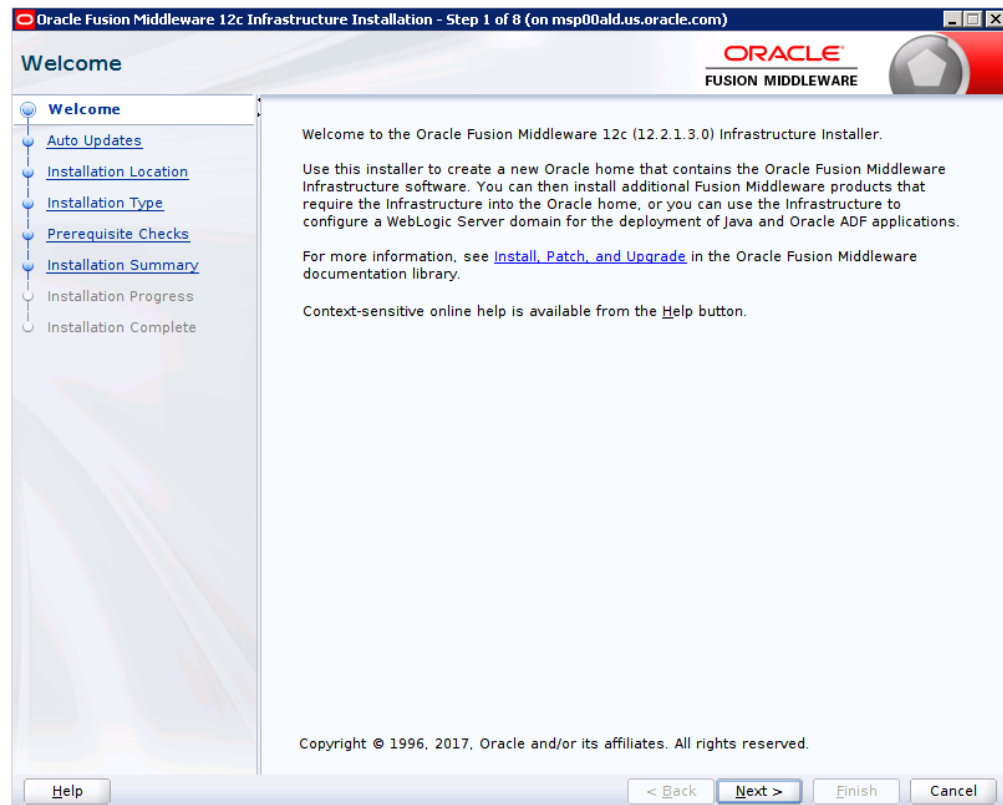 Oracle Fusion Middleware 12c Infrastructure Installation - Step 1 of 8 (on msp00ald.us.oracle.com)
Welcome
ORACLE
FUSION MIDDLEWARE
Welcome
Auto Updates
Installation Location
Installation Type
Prerequisite Checks
Installation Summary
Installation Progress
Installation Complete
Welcome to the Oracle Fusion Middleware 12c (12.2.1.3.0) Infrastructure Installer.
Use this installer to create a new Oracle home that contains the Oracle Fusion Middleware
Infrastructure software. You can then install additional Fusion Middleware products that
require the Infrastructure into the Oracle home, or you can use the Infrastructure to
configure a WebLogic Server domain for the deployment of Java and Oracle ADF applications.
For more information, see Install, Patch, and Upgrade in the Oracle Fusion Middleware
documentation library.
Context-sensitive online help is available from the Help button.
Copyright © 1996, 2017, Oracle and/or its affiliates. All rights reserved.
Help
< Back
Next >
Finish
Cancel